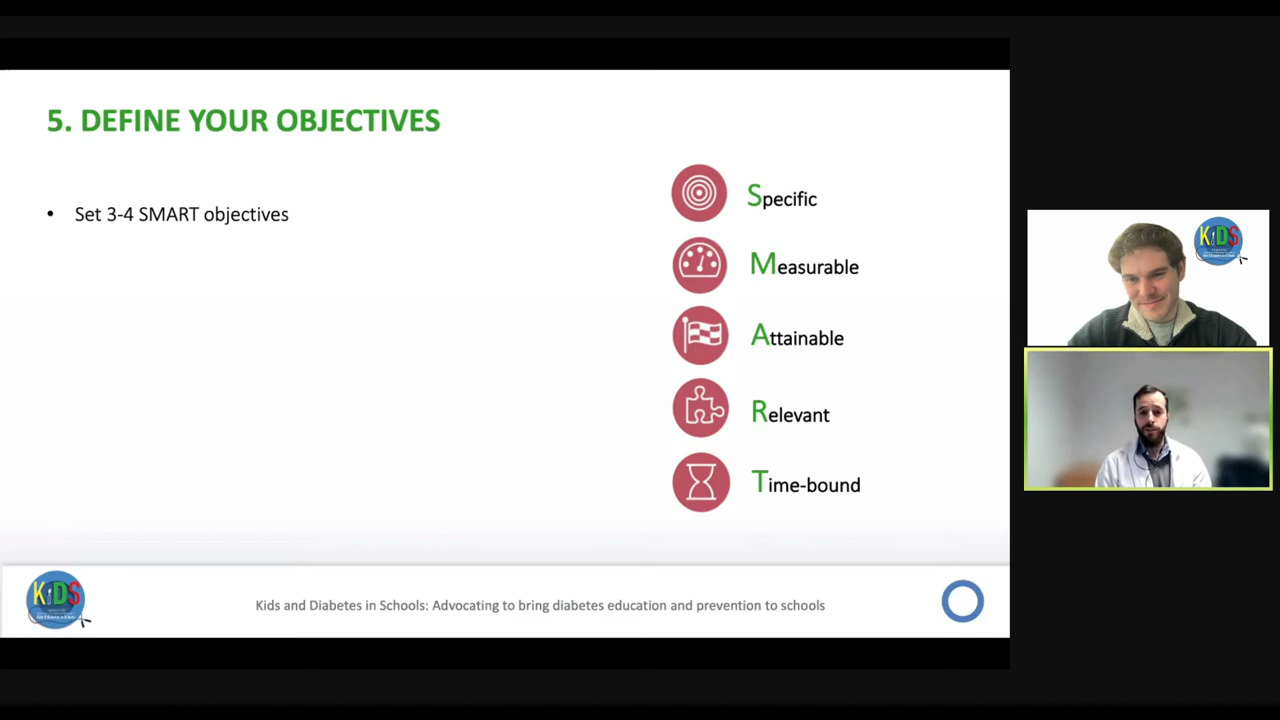 5. DEFINE YOUR OBJECTIVES
• Set 3-4 SMART objectives
Specific
Measurable
Attainable
Relevant
Time-bound
KiDS
Kids and Diabetes in Schools: Advocating to bring diabetes education and prevention to schools
KiDS